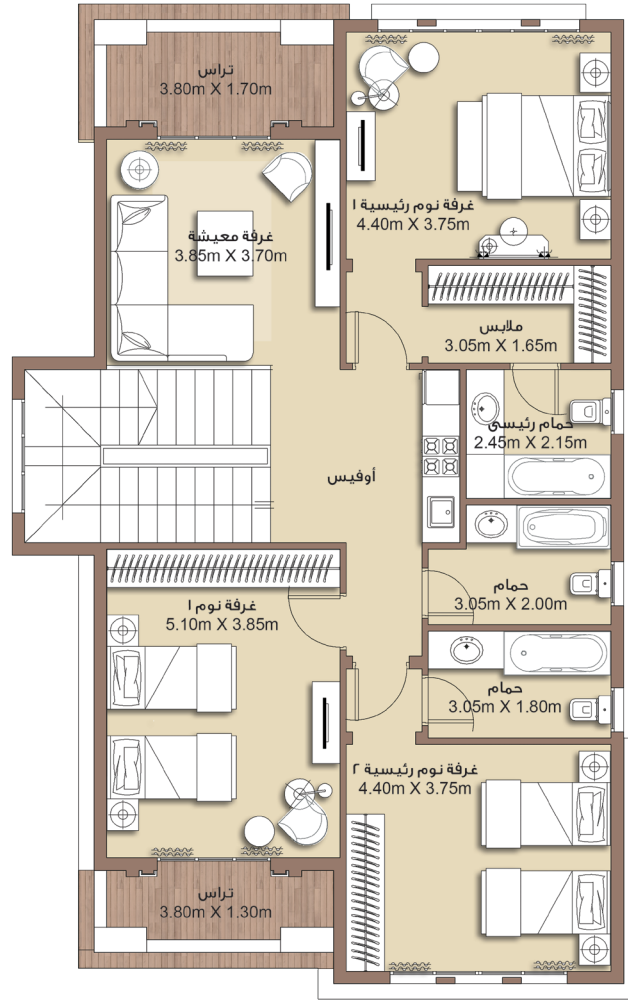 تراس
3.80m X 1.70m
غرفة نوم رئيسية ١
4.40m X 3.75m
غرفة معيشة
3.85m X 3.70m
ملابس
3.05m X 1.65m
حمام رئيسى
2.45m X 2.15m
أوفيس
حمام
3.05m X 2.00m
غرفة نوم ١
5.10m X 3.85m
حمام
3.05m X 1.80m
غرفة نوم رئيسية ٢
4.40m X 3.75m
تراس
3.80m X 1.30m